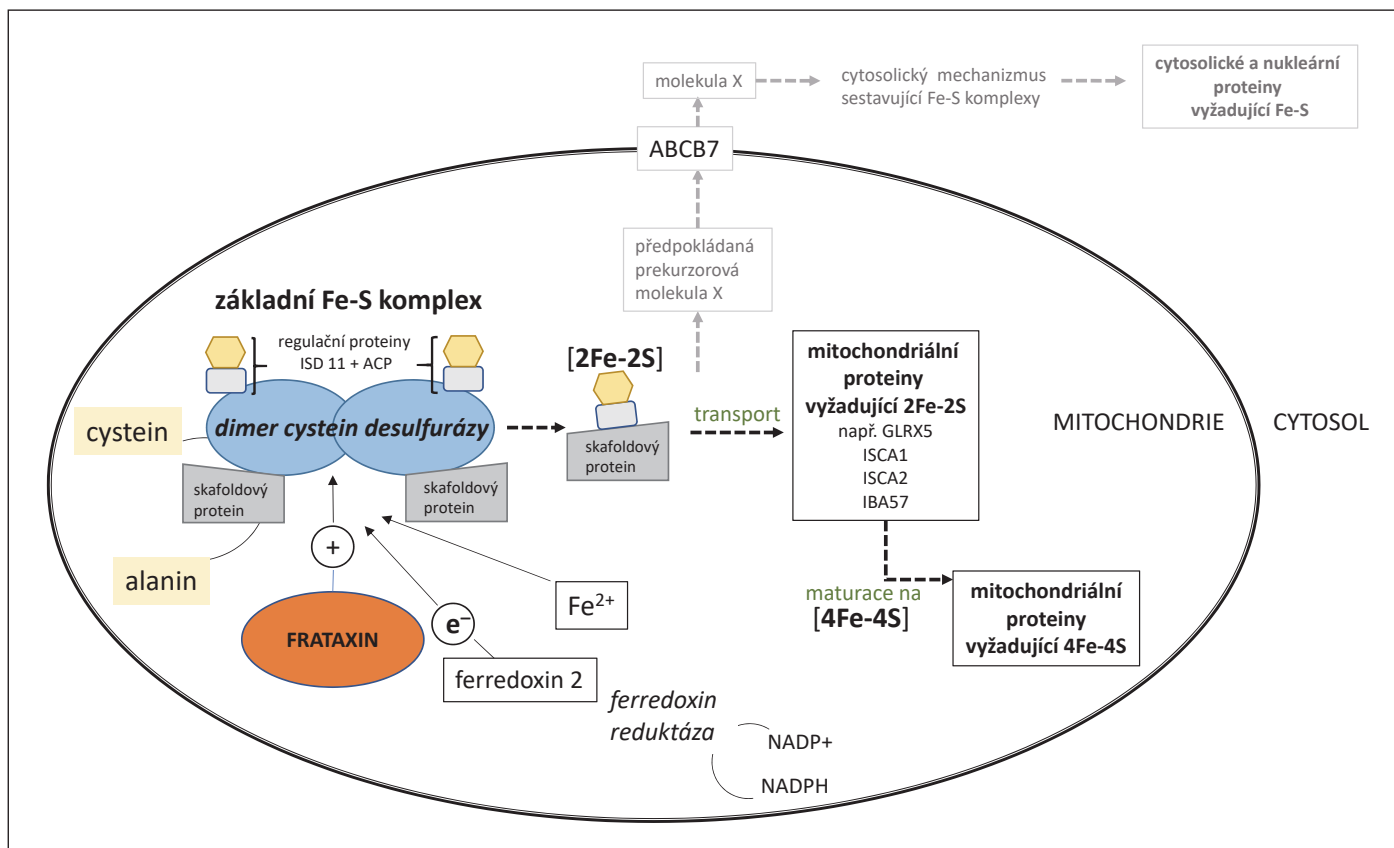 molekula X
cytosolický mechanizmus
sestavující Fe-S komplexy
cytosolické a nukleární
proteiny
vyžadující Fe-S
ABCB7
předpokládaná
prekurzorová
molekula X
základní Fe-S komplex
regulační proteiny
ISD 11 + ACP
[2Fe-2S]
cystein
dimer cystein desulfurázy
skafoldový
protein
skafoldový
protein
skafoldový
protein
transport
mitochondriální
proteiny
vyžadující 2Fe-2S
např. GLRX5
ISCA1
ISCA2
IBA57
MITOCHONDRIE
CYTOSOL
+
alanin
FRATAXIN
Fe2+
e–
ferredoxin 2
maturace na
[4Fe-4S]
mitochondriální
proteiny
vyžadující 4Fe-4S
ferredoxin
reduktáza
NADP+
NADPH